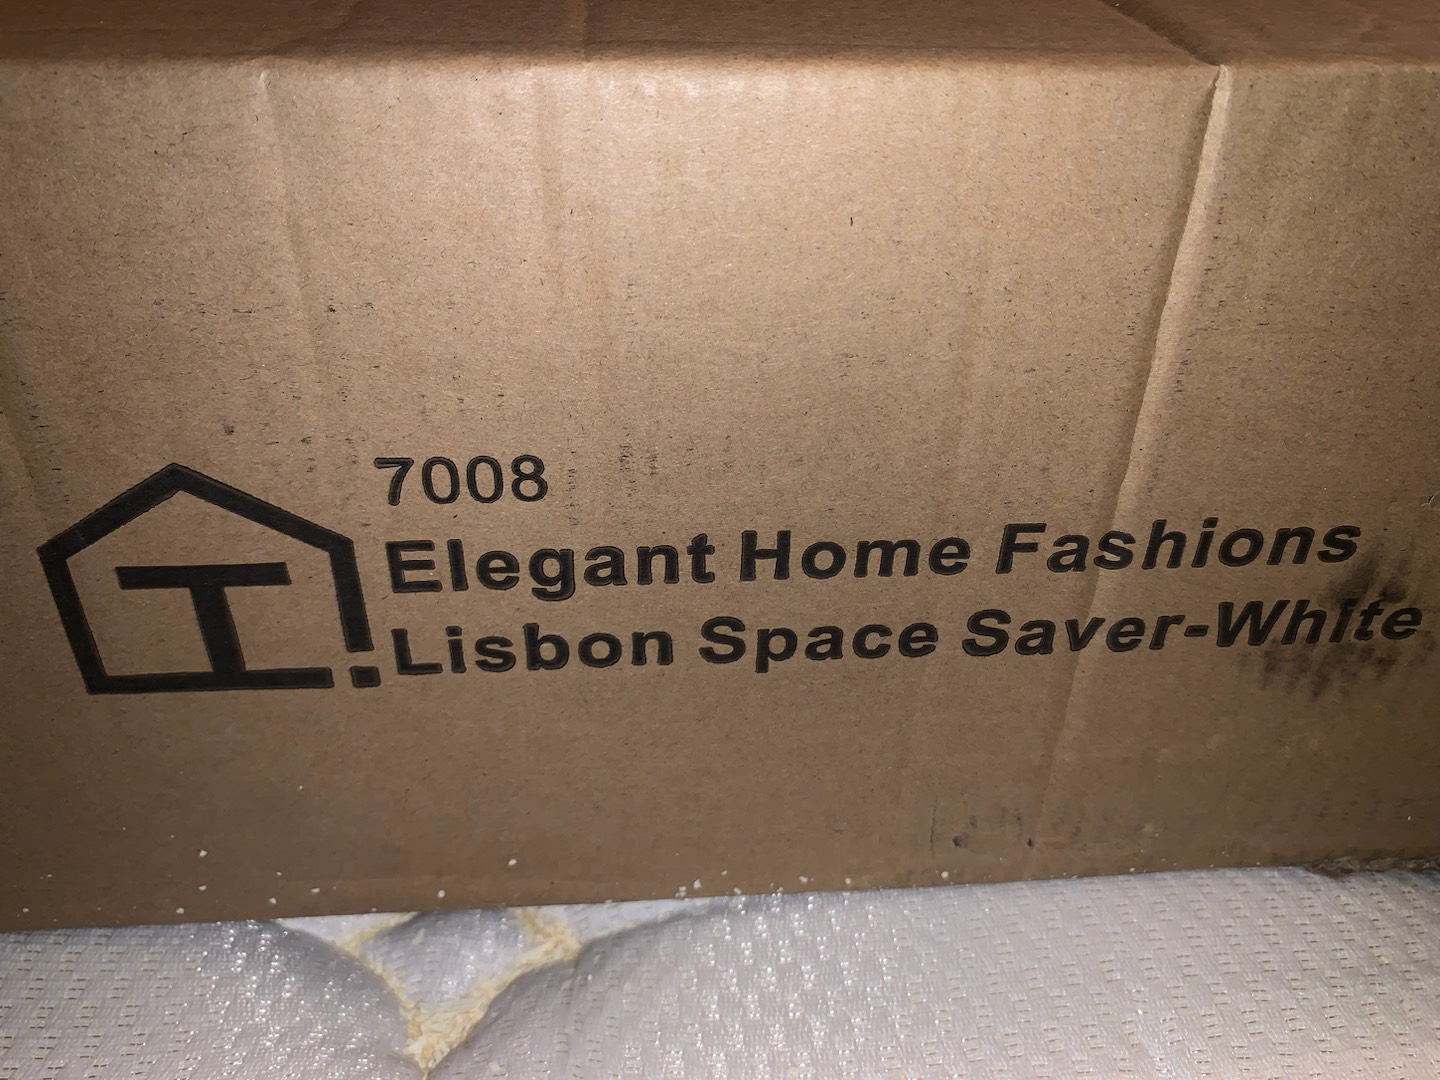 7008
Elegant Home Fashions
Lisbon Space Saver-White